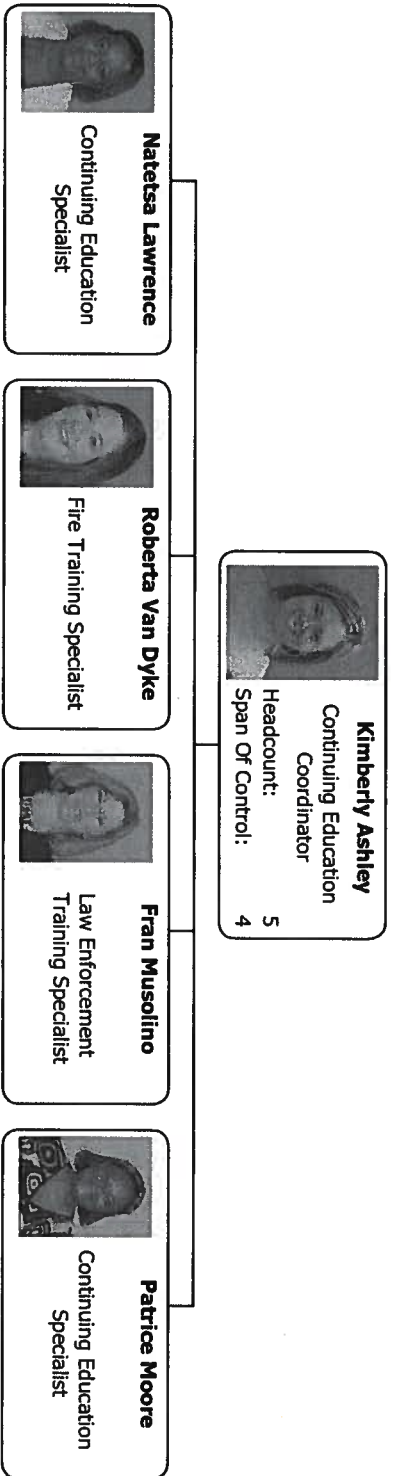 Kimberly Ashley
Continuing Education
Coordinator
Headcount: 5
Span Of Control: 4
Natetsa Lawrence
Continuing Education
Specialist
Roberta Van Dyke
Fire Training Specialist
Fran Musolino
Law Enforcement
Training Specialist
Patrice Moore
Continuing Education
Specialist